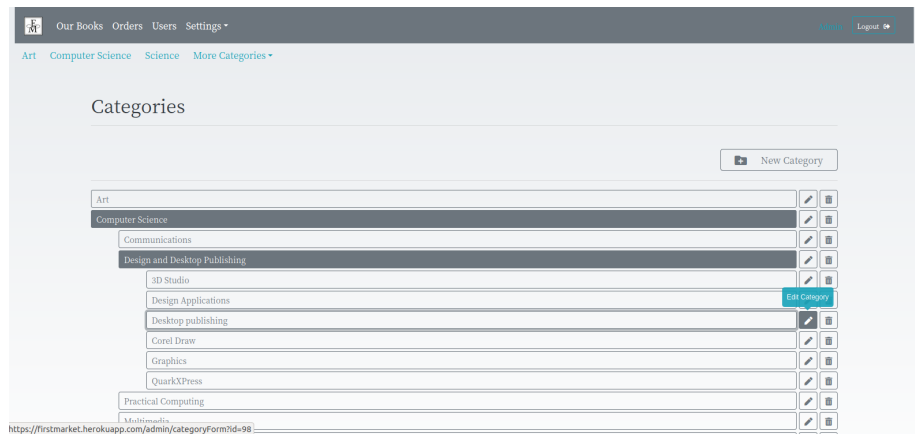 FM
Our Books Orders Users Settings
Logout
Art Computer Science Science More Categories
Categories
New Category
Art
Computer Science
Communications
Design and Desktop Publishing
3D Studio
Edit Category
Design Applications
Desktop publishing
Corel Draw
Graphics
QuarkXPress
Practical Computing
Multimedia
https://firstmarket.herokuapp.com/admin/categoryForm?id=98